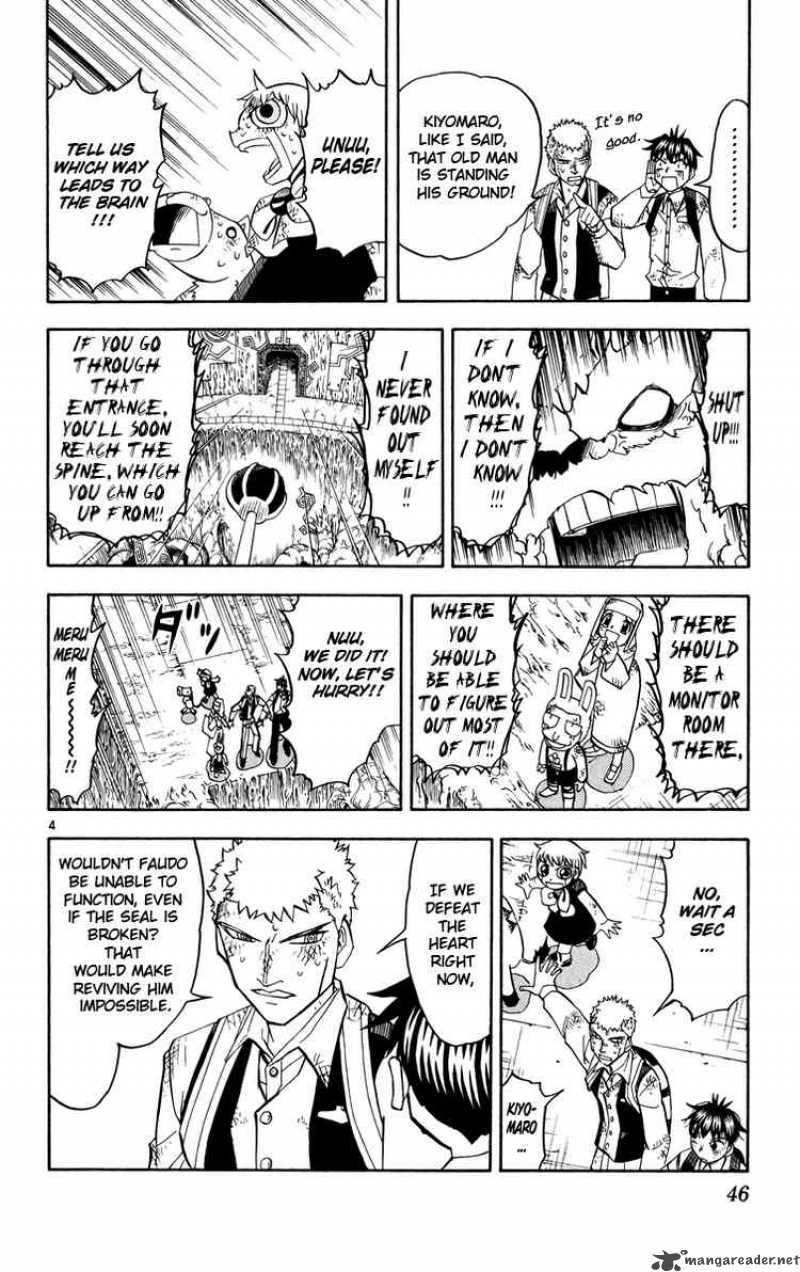 ..........
It's no
good.
KIYOMARO,
LIKE I SAID,
THAT OLD MAN
IS STANDING
HIS GROUND!
UNUU,
PLEASE!
TELL US
WHICH WAY
LEADS TO
THE BRAIN
!!!
SHUT
UP!!!
IF I
DON'T
KNOW,
THEN
I DON'T
KNOW
!!!
I
NEVER
FOUND
OUT
MYSELF
!!
IF YOU GO
THROUGH
THAT
ENTRANCE,
YOU'LL SOON
REACH THE
SPINE, WHICH
YOU CAN GO
UP FROM!!
THERE
SHOULD
BE A
MONITOR
ROOM
THERE,
WHERE
YOU
SHOULD
BE ABLE
TO FIGURE
OUT MOST
OF IT!!
NUU,
WE DID IT!
NOW, LET'S
HURRY!!
ダッ
MERU
MERU
ME~~~~!!
4
NO,
WAIT A
SEC
...
KIYO-
MARO
...
IF WE
DEFEAT
THE
HEART
RIGHT
NOW,
WOULDN'T FAUDO
BE UNABLE TO
FUNCTION, EVEN
IF THE SEAL IS
BROKEN?
THAT
WOULD MAKE
REVIVING HIM
IMPOSSIBLE.
46
mangareader.net